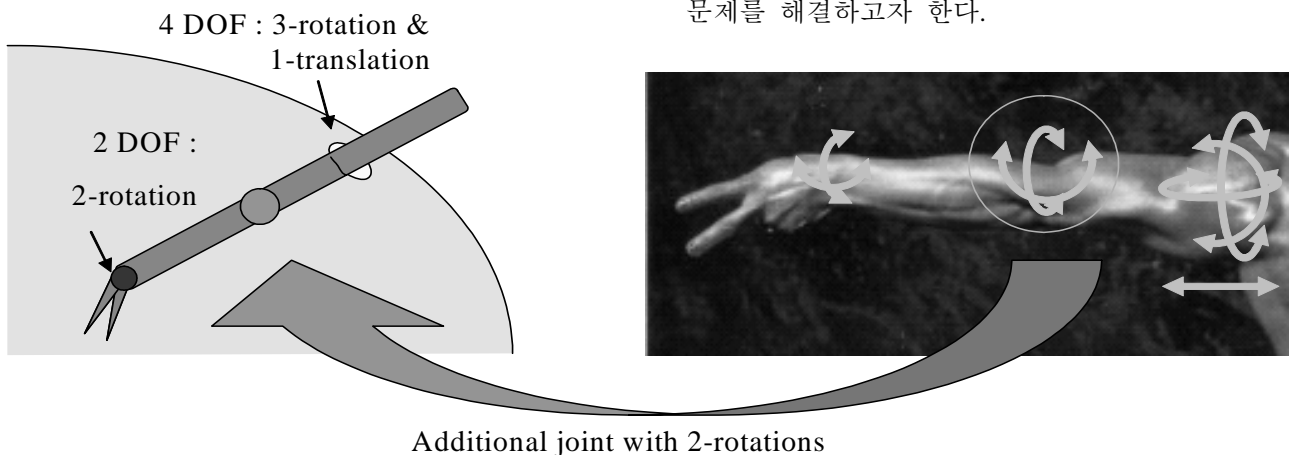 4 DOF : 3-rotation &
1-translation
2 DOF :
2-rotation
문제를 해결하고자 한다.
Additional joint with 2-rotations